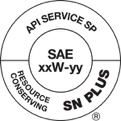 API SERVICE SP
SAE
xxW-yy
RESOURCE
CONSERVING
SN PLUS
®